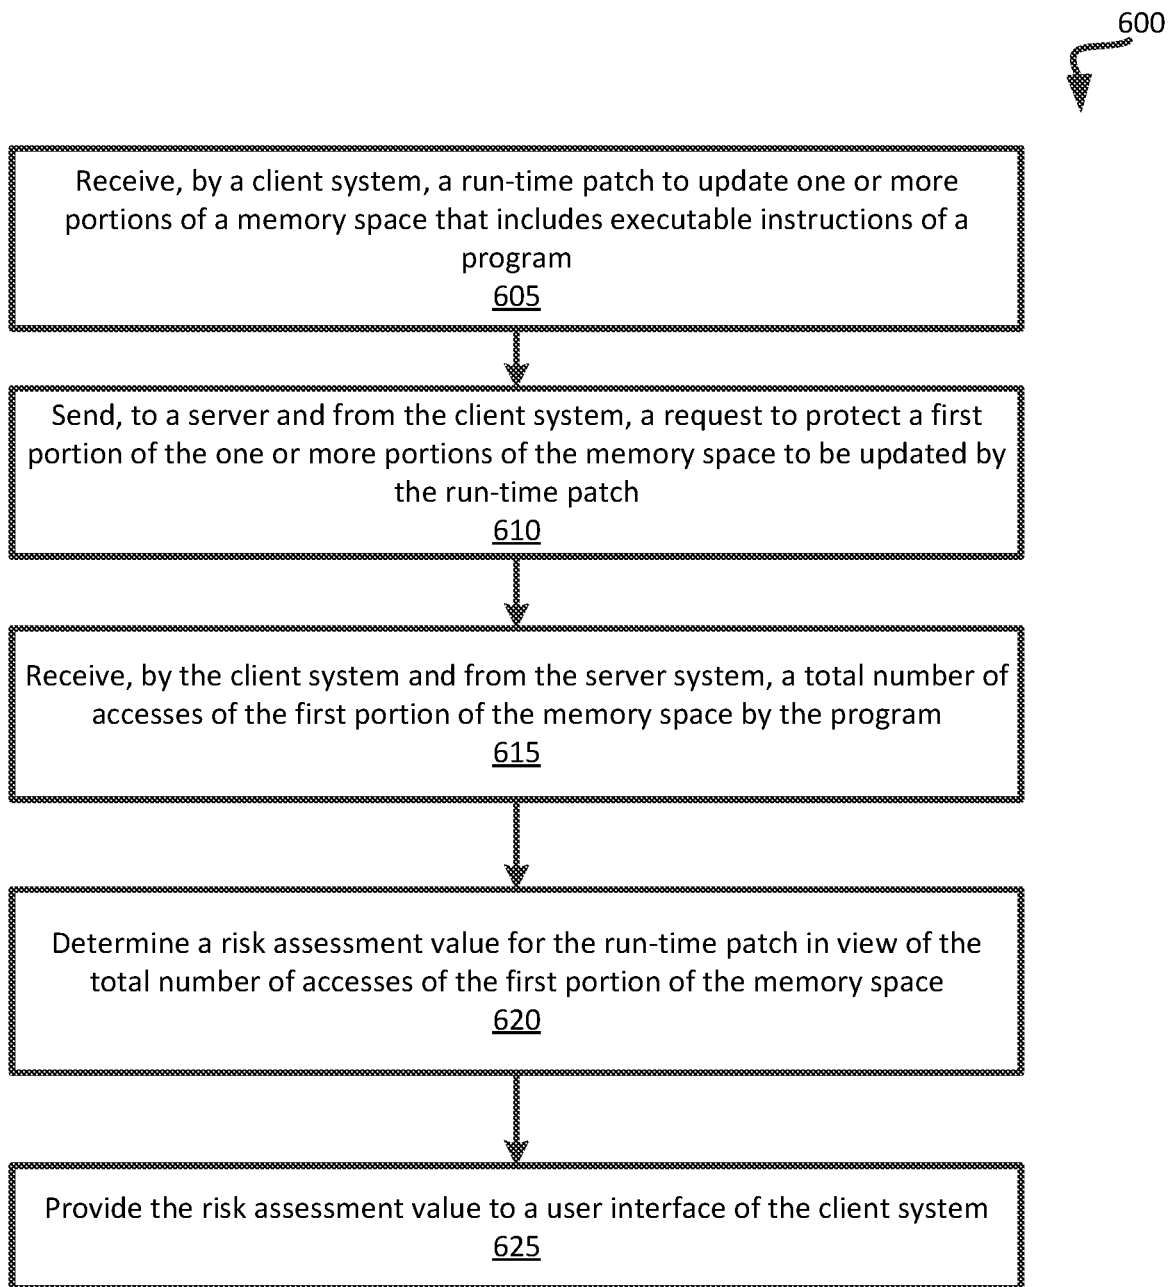 600
Receive, by a client system, a run-time patch to update one or more
portions of a memory space that includes executable instructions of a
program
605
Send, to a server and from the client system, a request to protect a first
portion of the one or more portions of the memory space to be updated by
the run-time patch
610
Receive, by the client system and from the server system, a total number of
accesses of the first portion of the memory space by the program
615
Determine a risk assessment value for the run-time patch in view of the
total number of accesses of the first portion of the memory space
620
Provide the risk assessment value to a user interface of the client system
625